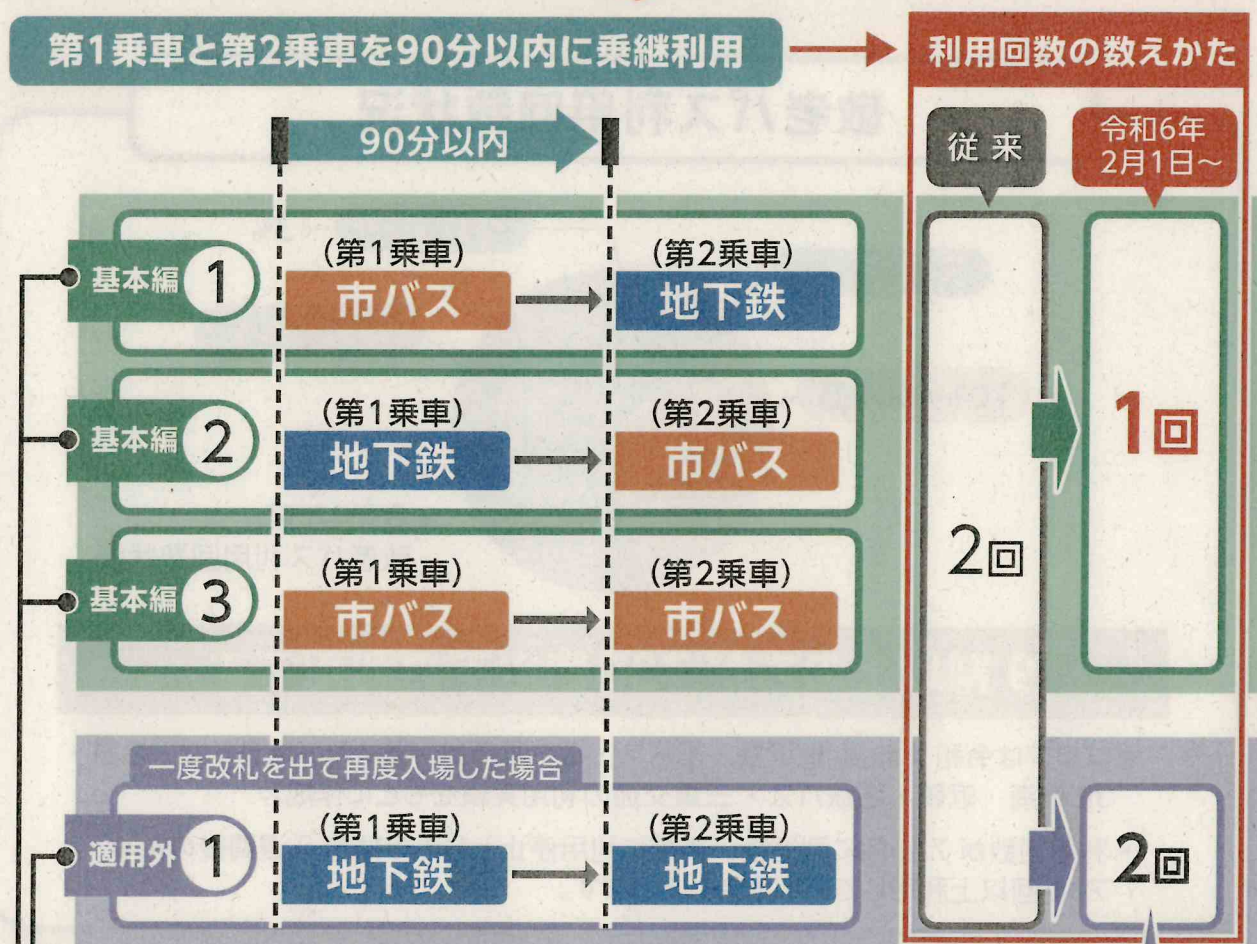 第1乗車と第2乗車を90分以内に乗継利用
利用回数の数えかた
90分以内
従来
令和6年
2月1日～
基本編 1
(第1乗車)
市バス
(第2乗車)
地下鉄
基本編 2
(第1乗車)
地下鉄
(第2乗車)
市バス
基本編 3
(第1乗車)
市バス
(第2乗車)
市バス
2回
1回
一度改札を出て再度入場した場合
適用外 1
(第1乗車)
地下鉄
(第2乗車)
地下鉄
2回